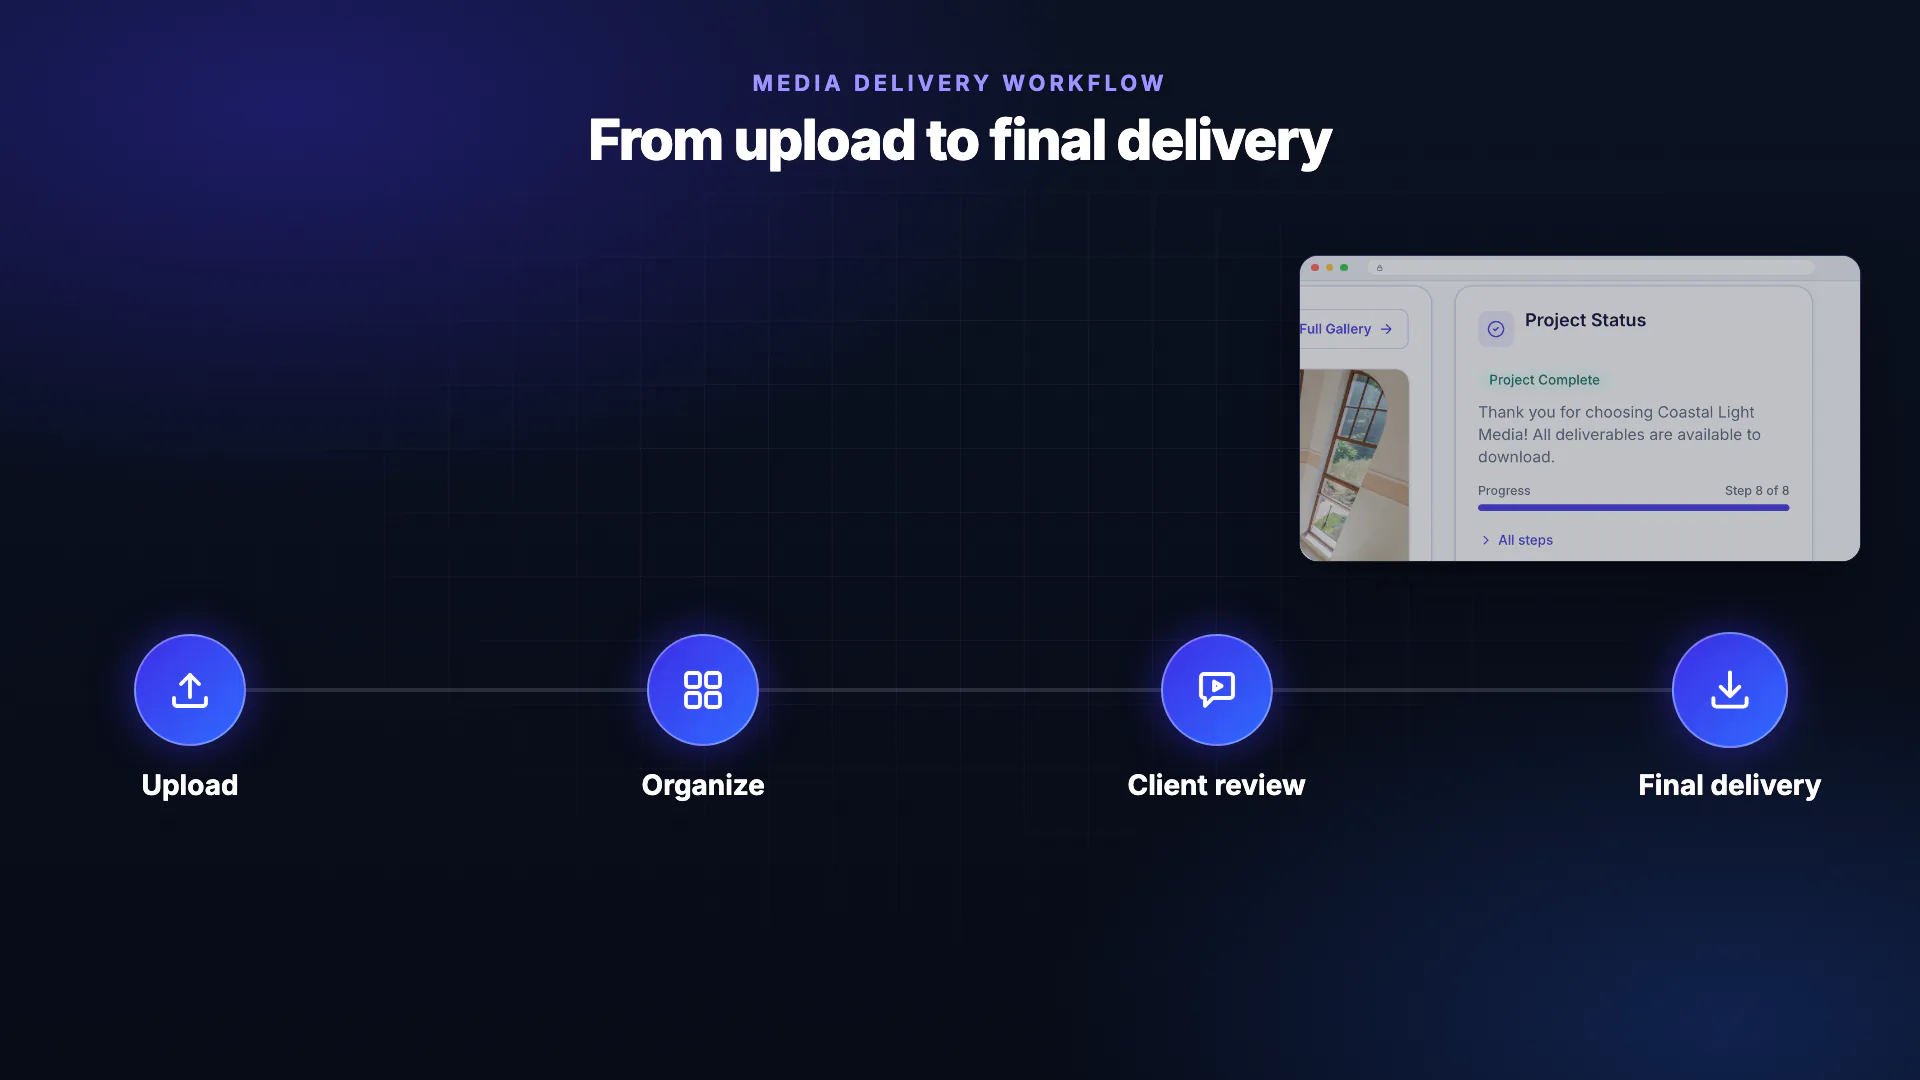 MEDIA DELIVERY WORKFLOW
From upload to final delivery
Full Gallery
Project Status
Project Complete
Thank you for choosing Coastal Light
Media! All deliverables are available to
download.
Progress
Step 8 of 8
All steps
Upload
Organize
Client review
Final delivery